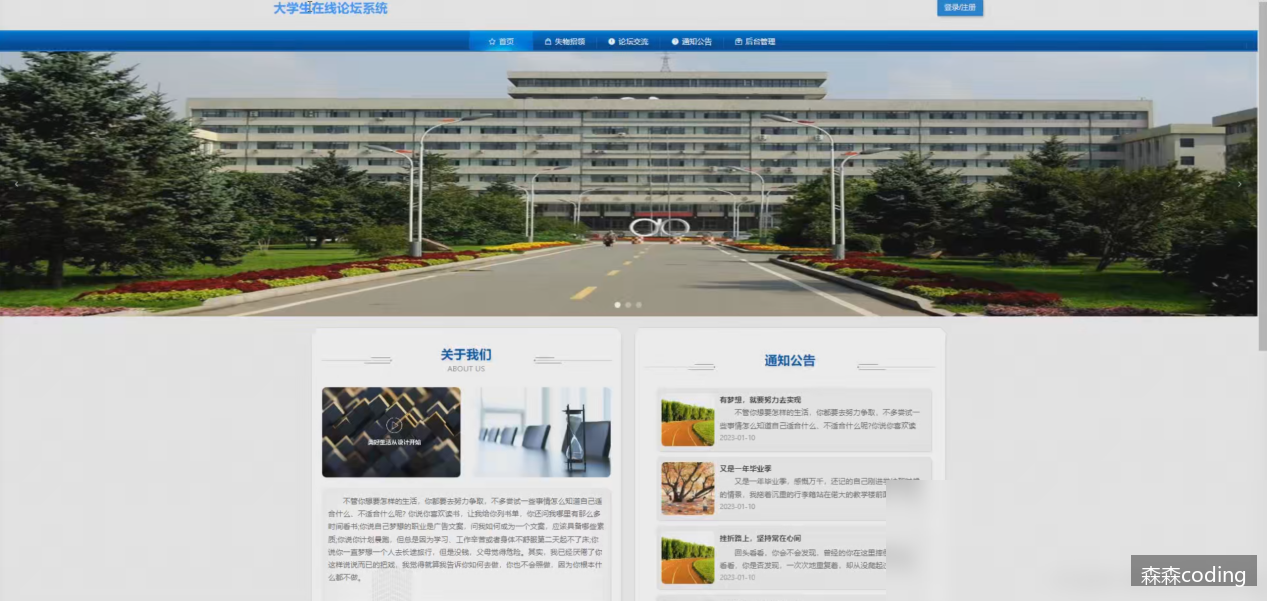 大学生在线论坛系统
登录/注册
首页
失物招领
论坛交流
通知公告
后台管理
关于我们
ABOUT US
美好生活从设计开始
不管你想要怎样的生活，你都要去努力争取，不多尝试一些事情怎么知道自己适
合什么、不适合什么呢? 你说你喜欢读书，让我给你列书单，你还问我哪里有那么多
时间看书;你说自己梦想的职业是广告文案，问我如何成为一个文案，应该具备哪些素
质;你说你计划晨跑，但总是因为学习、工作辛苦或者身体不舒服第二天起不了床;你
说你一直梦想一个人去长途旅行，但是没钱，父母觉得危险。其实，我已经厌倦了你
这样说说而已的把戏，我觉得就算我告诉你如何去做，你也不会照做，因为你根本什
么都不做。
通知公告
有梦想，就要努力去实现
不管你想要怎样的生活，你都要去努力争取，不多尝试一
些事情怎么知道自己适合什么、不适合什么呢?你说你喜欢读
2023-01-10
又是一年毕业季
又是一年毕业季，感慨万千，还记的自己刚进
的情景，我拖着沉重的行李箱站在偌大的教学楼前
2023-01-10
挫折路上，坚持常在心间
回头看看，你会不会发现，曾经的你在这里摔
看看，你是否发现，一次次地重复着，却从没爬起
2023-01-10
森森coding